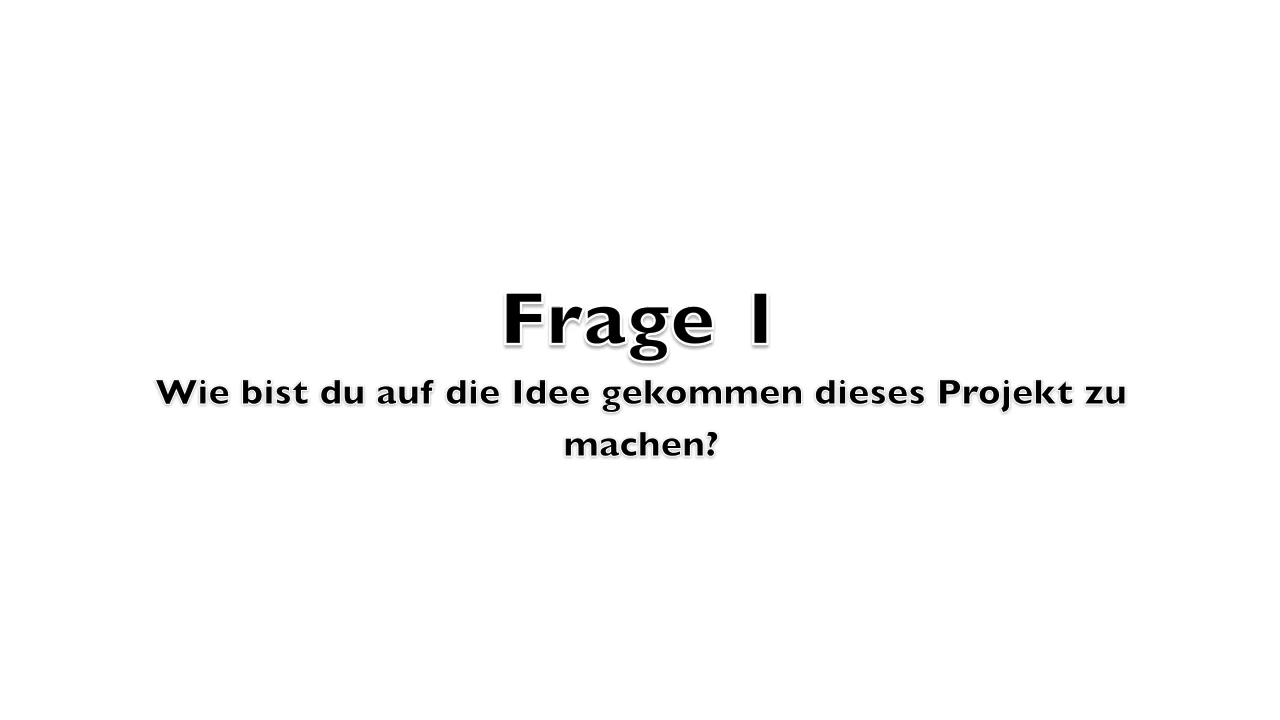 Frage 1
Wie bist du auf die Idee gekommen dieses Projekt zu
machen?